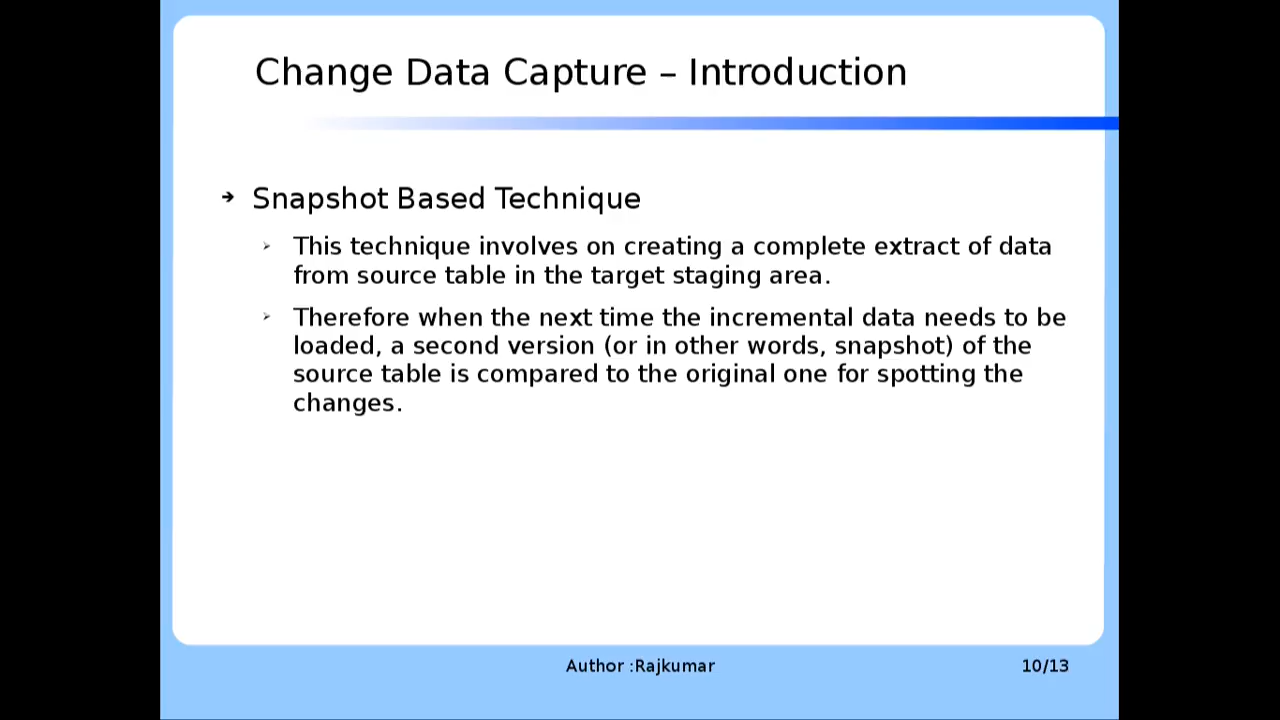 Change Data Capture – Introduction
Snapshot Based Technique
This technique involves on creating a complete extract of data
from source table in the target staging area.
Therefore when the next time the incremental data needs to be
loaded, a second version (or in other words, snapshot) of the
source table is compared to the original one for spotting the
changes.
Author :Rajkumar
10/13